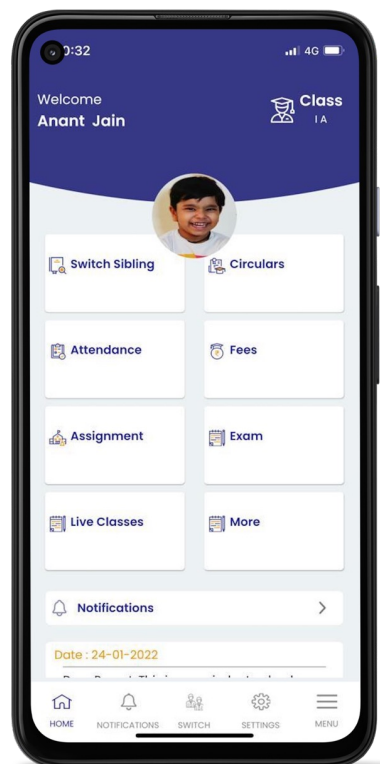 0:32
4G
Welcome
Anant Jain
Class
I A
Switch Sibling
Circulars
Attendance
Fees
Assignment
Exam
Live Classes
More
Notifications
Date : 24-01-2022
HOME
NOTIFICATIONS
SWITCH
SETTINGS
MENU